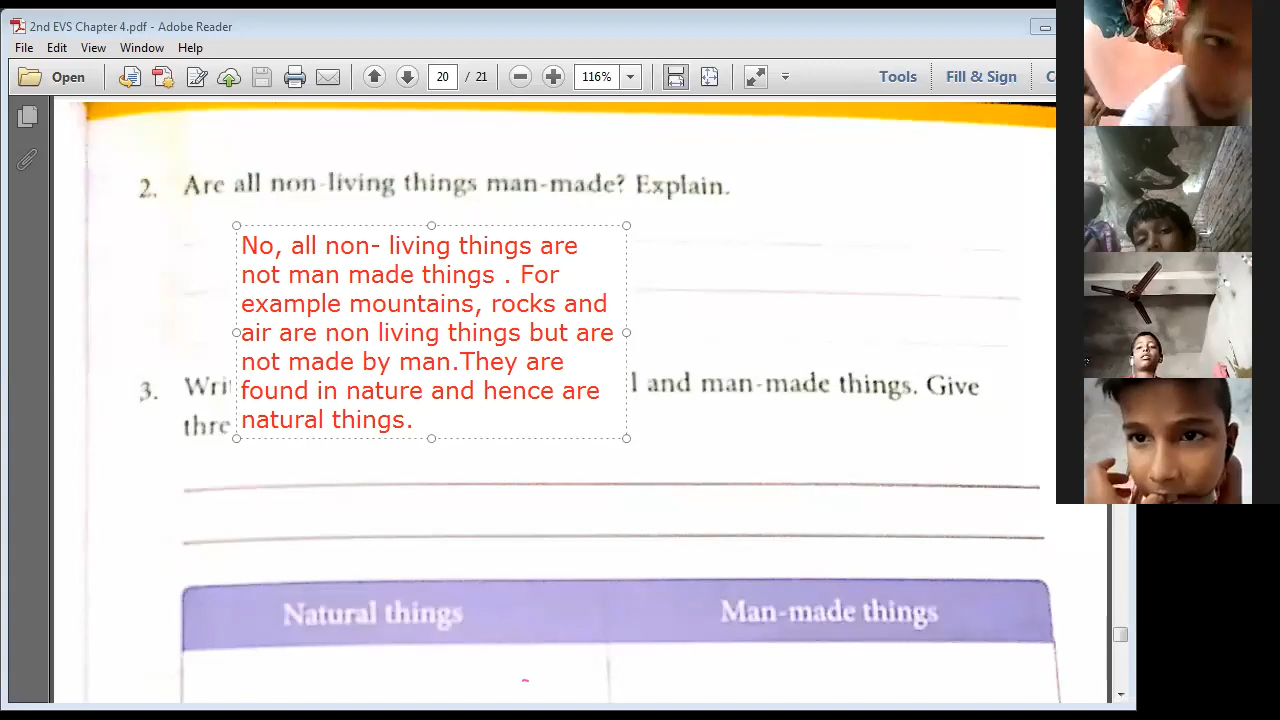 2nd EVS Chapter 4.pdf - Adobe Reader
File Edit View Window Help
Open 20 / 21 116% Tools Fill & Sign
2. Are all non-living things man-made? Explain.
No, all non- living things are
not man made things . For
example mountains, rocks and
air are non living things but are
not made by man.They are
found in nature and hence are
natural things.
3. and man-made things. Give
Natural things Man-made things